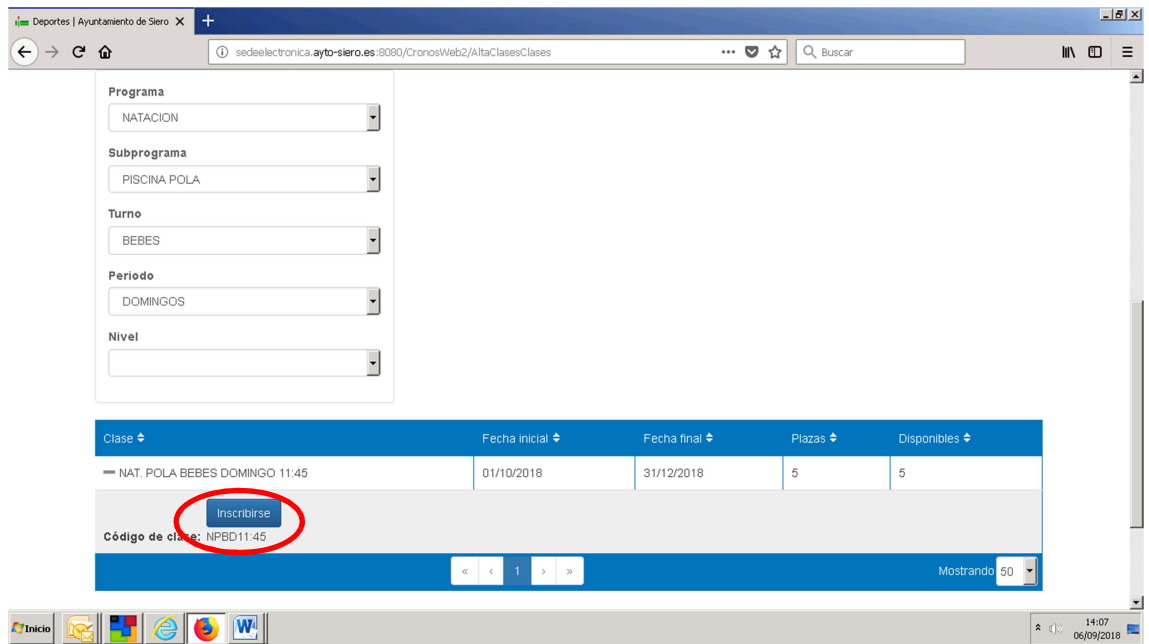 Deportes | Ayuntamiento de Siero
sedeelectronica.ayto-siero.es:8080/CronosWeb2/AltaClasesClases
Buscar
Programa
NATACION
Subprograma
PISCINA POLA
Turno
BEBES
Periodo
DOMINGOS
Nivel
Clase Fecha inicial Fecha final Plazas Disponibles
NAT. POLA BEBES DOMINGO 11:45 01/10/2018 31/12/2018 5 5
Inscribirse
Código de clase: NPBD11:45
« ‹ 1 › » Mostrando 50
Inicio
14:07
06/09/2018